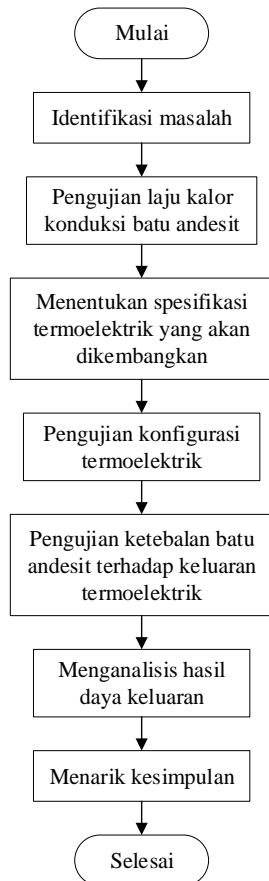 Mulai
Identifikasi masalah
Pengujian laju kalor
konduksi batu andesit
Menentukan spesifikasi
termoelektrik yang akan
dikembangkan
Pengujian konfigurasi
termoelektrik
Pengujian ketebalan batu
andesit terhadap keluaran
termoelektrik
Menganalisis hasil
daya keluaran
Menarik kesimpulan
Selesai